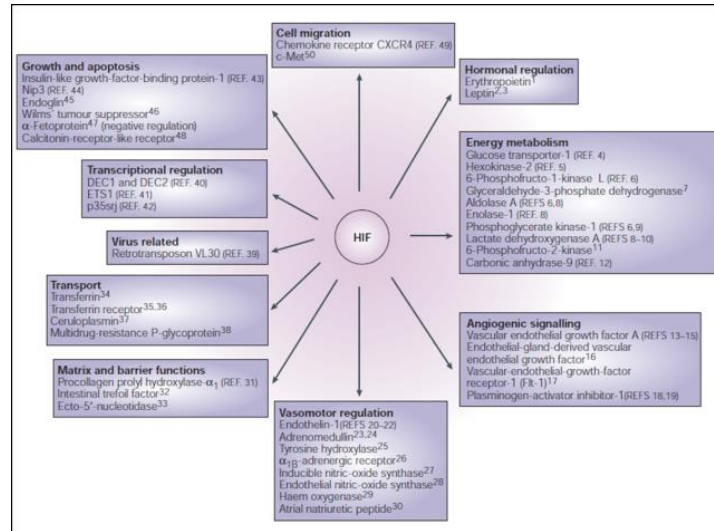 Cell migration
Chemokine receptor CXCR4 (REF. 49)
c-Met50
Growth and apoptosis
Insulin-like growth-factor-binding protein-1 (REF. 43)
Nip3 (REF. 44)
Endoglin45
Wilms' tumour suppressor46
α-Fetoprotein47 (negative regulation)
Calcitonin-receptor-like receptor48
Hormonal regulation
Erythropoietin1
Leptin2,3
Transcriptional regulation
DEC1 and DEC2 (REF. 40)
ETS1 (REF. 41)
p35srj (REF. 42)
Energy metabolism
Glucose transporter-1 (REF. 4)
Hexokinase-2 (REF. 5)
6-Phosphofructo-1-kinase L (REF. 6)
Glyceraldehyde-3-phosphate dehydrogenase7
Aldolase A (REFS 6,8)
Enolase-1 (REF. 8)
Phosphoglycerate kinase-1 (REFS 6,9)
Lactate dehydroxygenase A (REFS 8–10)
6-Phosphofructo-2-kinase11
Carbonic anhydrase-9 (REF. 12)
HIF
Virus related
Retrotransposon VL30 (REF. 39)
Transport
Transferrin34
Transferrin receptor35,36
Ceruloplasmin37
Multidrug-resistance P-glycoprotein38
Angiogenic signalling
Vascular endothelial growth factor A (REFS 13–15)
Endothelial-gland-derived vascular
endothelial growth factor16
Vascular-endothelial-growth-factor
receptor-1 (Flt-1)17
Plasminogen-activator inhibitor-1(REFS 18,19)
Matrix and barrier functions
Procollagen prolyl hydroxylase-α1 (REF. 31)
Intestinal trefoil factor32
Ecto-5′-nucleotidase33
Vasomotor regulation
Endothelin-1(REFS 20–22)
Adrenomedullin23,24
Tyrosine hydroxylase25
α1B-adrenergic receptor26
Inducible nitric-oxide synthase27
Endothelial nitric-oxide synthase28
Haem oxygenase29
Atrial natriuretic peptide30